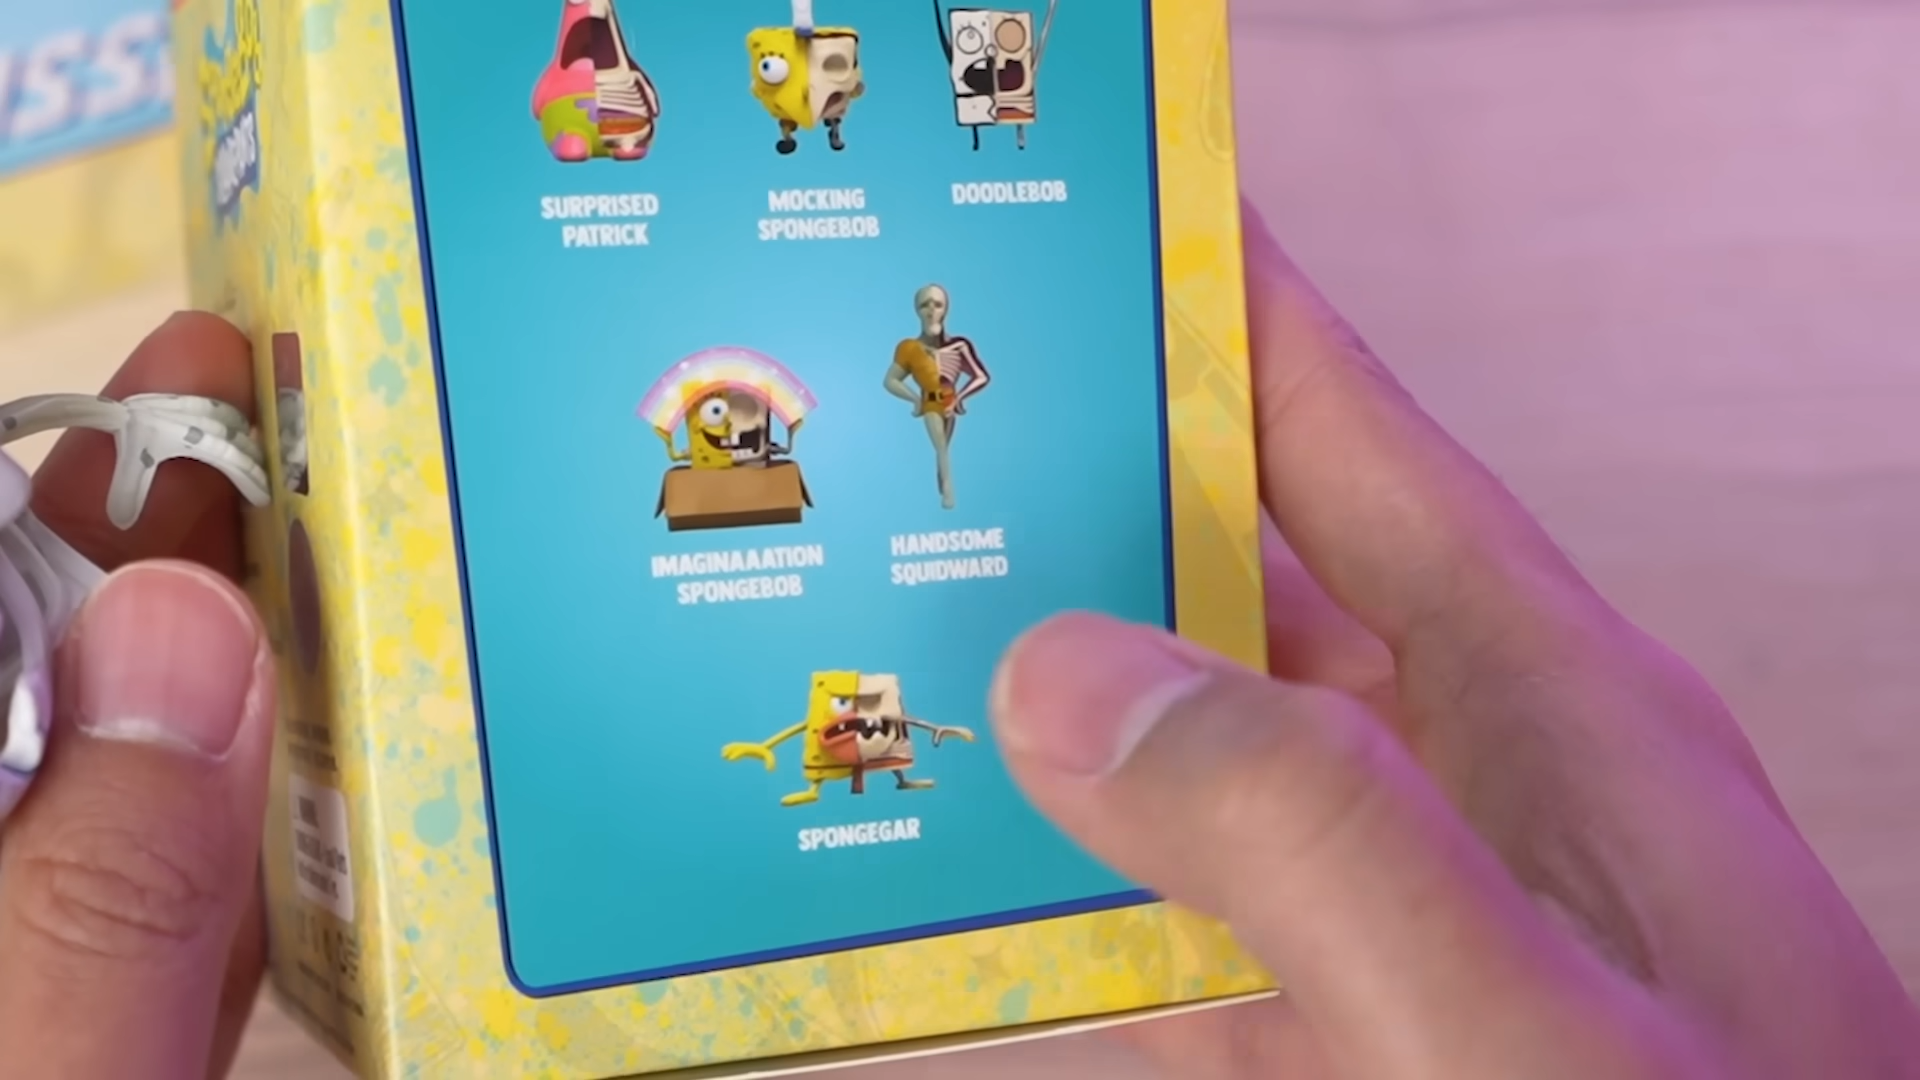 SURPRISED
PATRICK
MOCKING
SPONGEBOB
DOODLEBOB
IMAGINAAATION
SPONGEBOB
HANDSOME
SQUIDWARD
SPONGEGAR